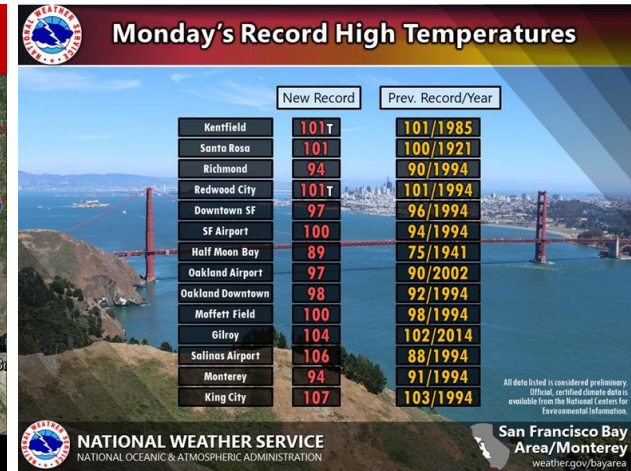 Monday's Record High Temperatures
New Record Prev. Record/Year
Kentfield 101T 101/1985
Santa Rosa 101 100/1921
Richmond 94 90/1994
Redwood City 101T 101/1994
Downtown SF 97 96/1994
SF Airport 100 94/1994
Half Moon Bay 89 75/1941
Oakland Airport 97 90/2002
Oakland Downtown 98 92/1994
Moffett Field 100 98/1994
Gilroy 104 102/2014
Salinas Airport 106 88/1994
Monterey 94 91/1994
King City 107 103/1994
All data listed is considered preliminary.
Official, certified climate data is
available from the National Centers for
Environmental Information.
NATIONAL WEATHER SERVICE
NATIONAL OCEANIC & ATMOSPHERIC ADMINISTRATION
San Francisco Bay
Area/Monterey
weather.gov/bayarea